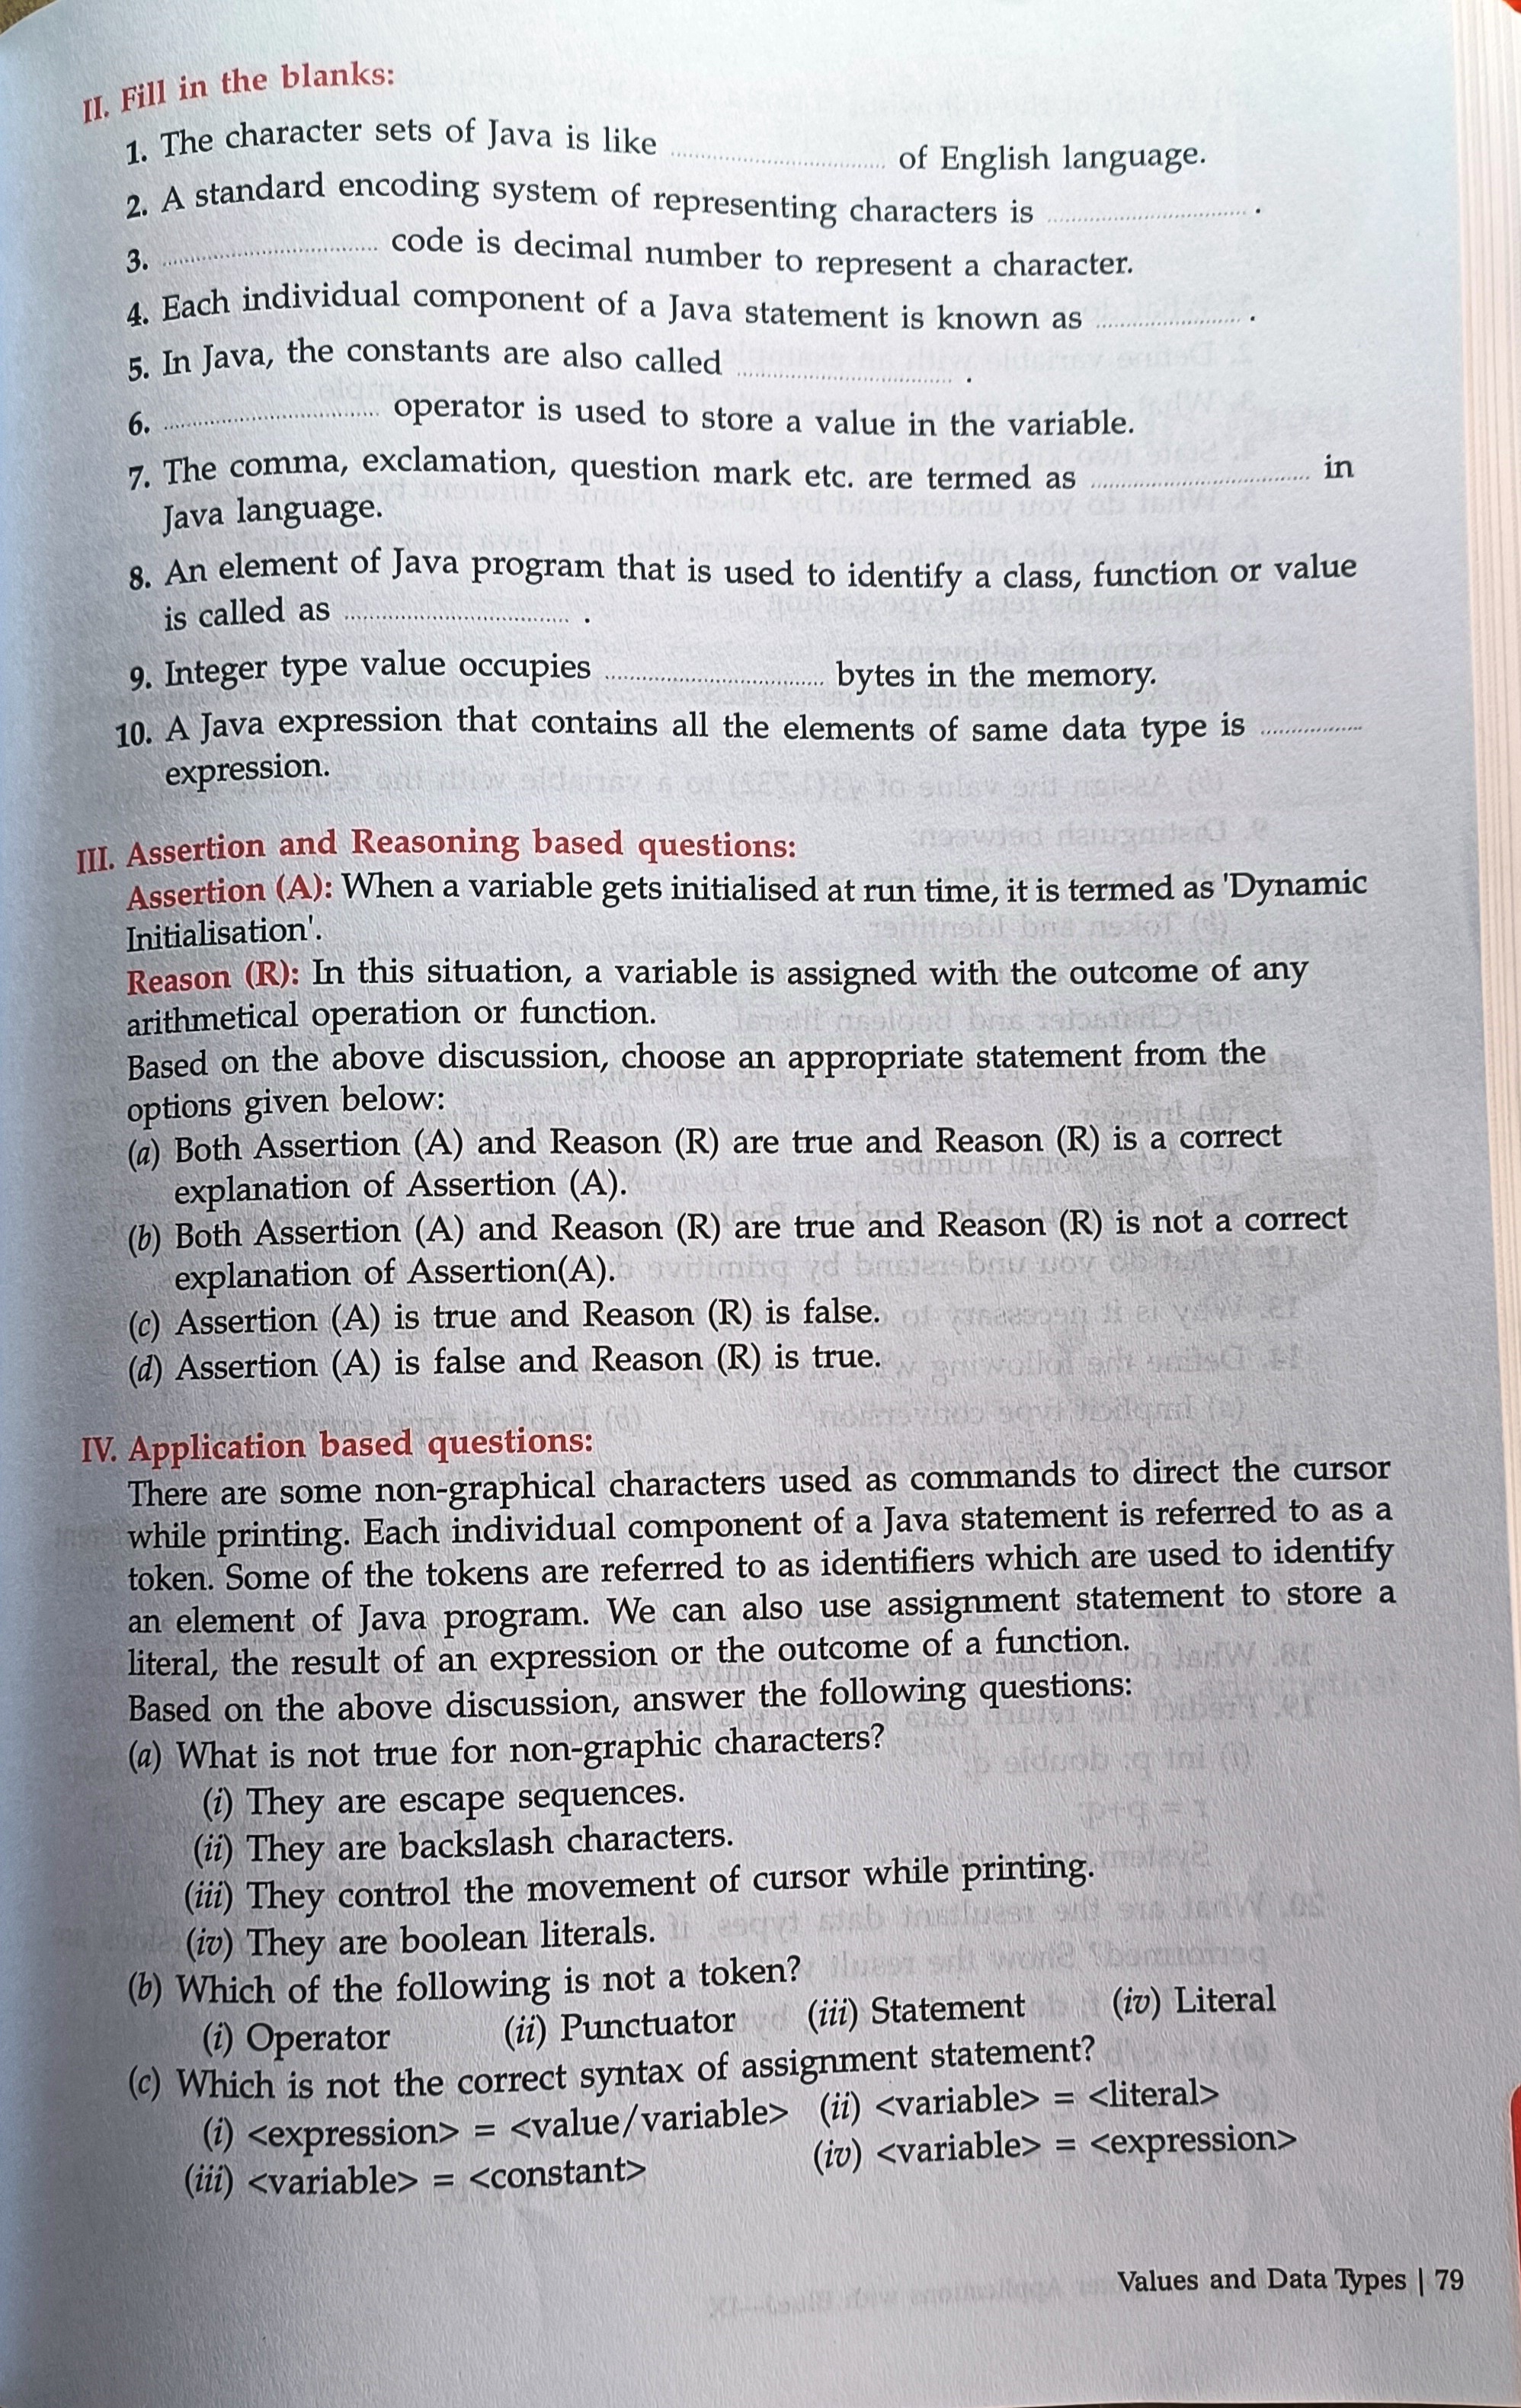 II. Fill in the blanks:
1. The character sets of Java is like .............................. of English language.
2. A standard encoding system of representing characters is .............................. .
3. .............................. code is decimal number to represent a character.
4. Each individual component of a Java statement is known as .............................. .
5. In Java, the constants are also called .............................. .
6. .............................. operator is used to store a value in the variable.
7. The comma, exclamation, question mark etc. are termed as .............................. in
Java language.
8. An element of Java program that is used to identify a class, function or value
is called as .............................. .
9. Integer type value occupies .............................. bytes in the memory.
10. A Java expression that contains all the elements of same data type is ...............
expression.
III. Assertion and Reasoning based questions:
Assertion (A): When a variable gets initialised at run time, it is termed as 'Dynamic
Initialisation'.
Reason (R): In this situation, a variable is assigned with the outcome of any
arithmetical operation or function.
Based on the above discussion, choose an appropriate statement from the
options given below:
(a) Both Assertion (A) and Reason (R) are true and Reason (R) is a correct
explanation of Assertion (A).
(b) Both Assertion (A) and Reason (R) are true and Reason (R) is not a correct
explanation of Assertion(A).
(c) Assertion (A) is true and Reason (R) is false.
(d) Assertion (A) is false and Reason (R) is true.
IV. Application based questions:
There are some non-graphical characters used as commands to direct the cursor
while printing. Each individual component of a Java statement is referred to as a
token. Some of the tokens are referred to as identifiers which are used to identify
an element of Java program. We can also use assignment statement to store a
literal, the result of an expression or the outcome of a function.
Based on the above discussion, answer the following questions:
(a) What is not true for non-graphic characters?
(i) They are escape sequences.
(ii) They are backslash characters.
(iii) They control the movement of cursor while printing.
(iv) They are boolean literals.
(b) Which of the following is not a token?
(i) Operator (ii) Punctuator (iii) Statement (iv) Literal
(c) Which is not the correct syntax of assignment statement?
(i) <expression> = <value/variable> (ii) <variable> = <literal>
(iii) <variable> = <constant> (iv) <variable> = <expression>
Values and Data Types | 79